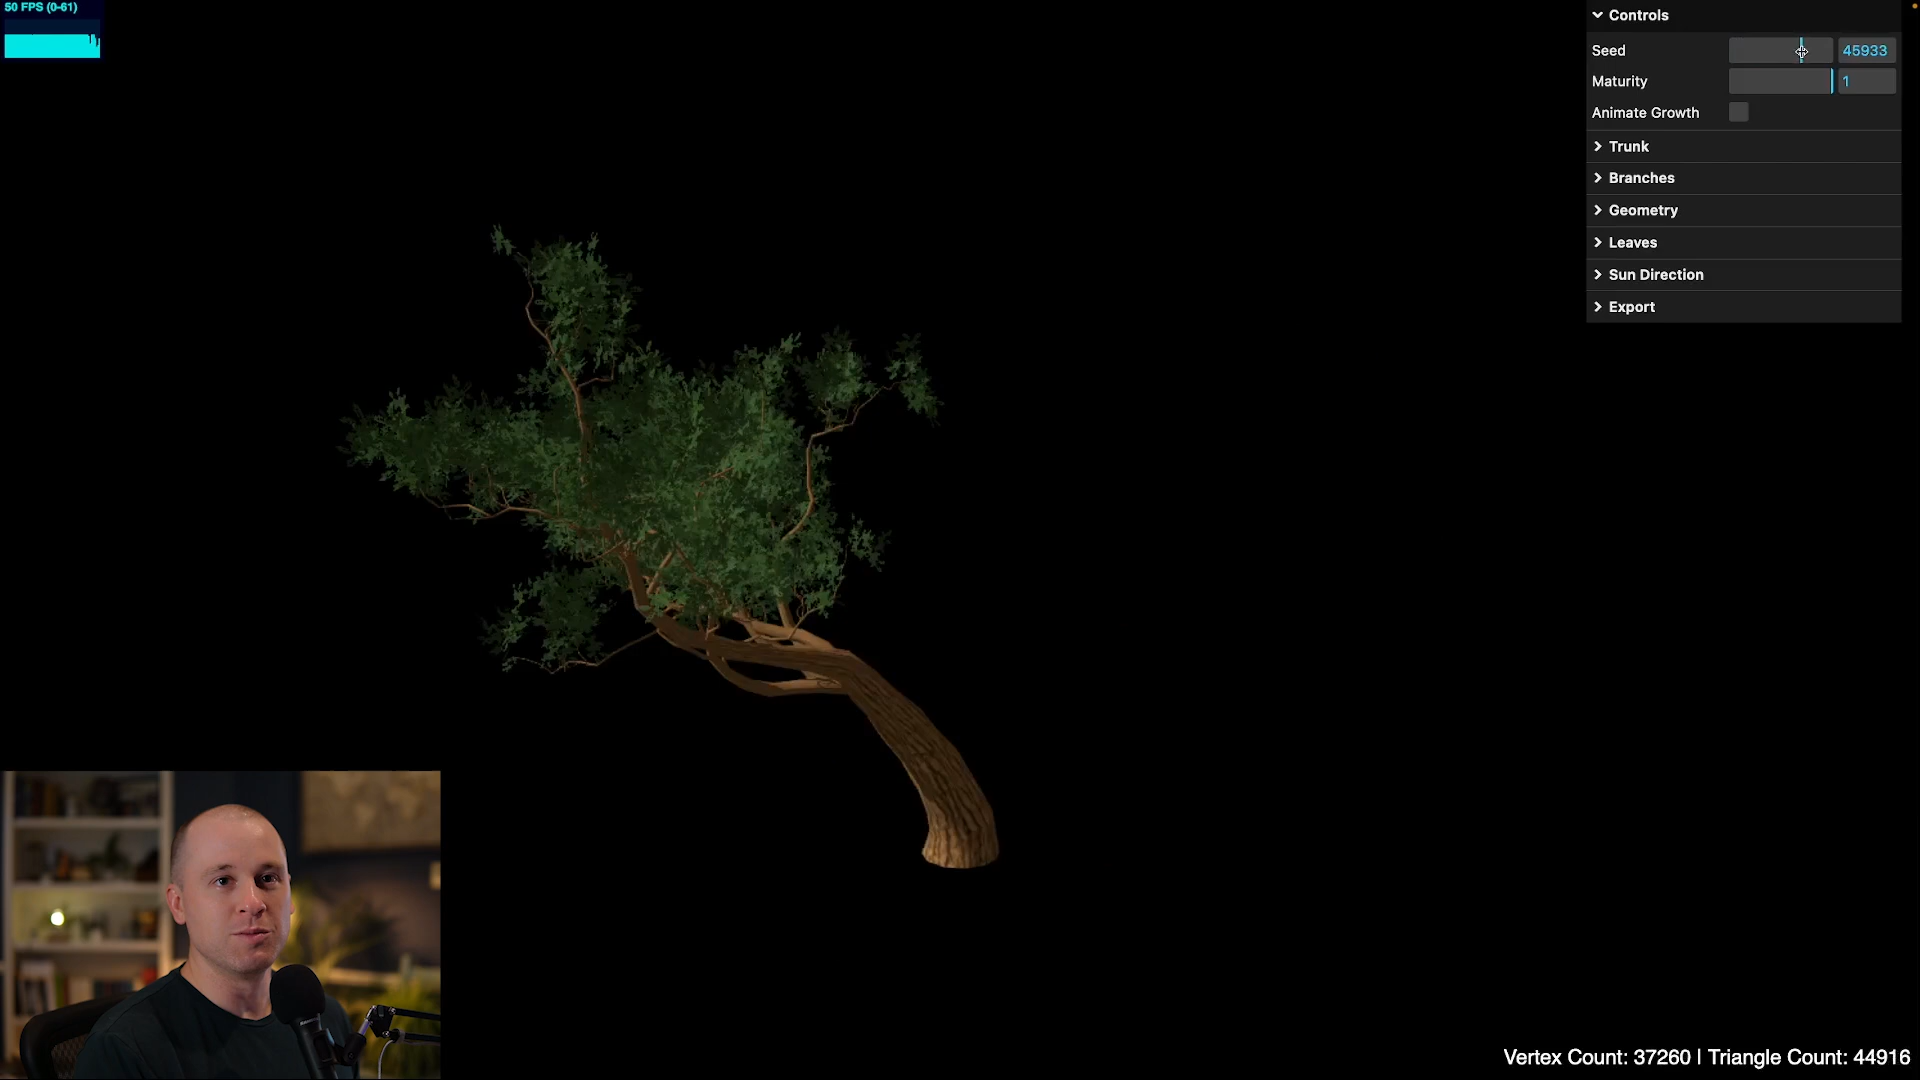 50 FPS (0-61)
Controls
Seed 45933
Maturity 1
Animate Growth
Trunk
Branches
Geometry
Leaves
Sun Direction
Export
Vertex Count: 37260 | Triangle Count: 44916